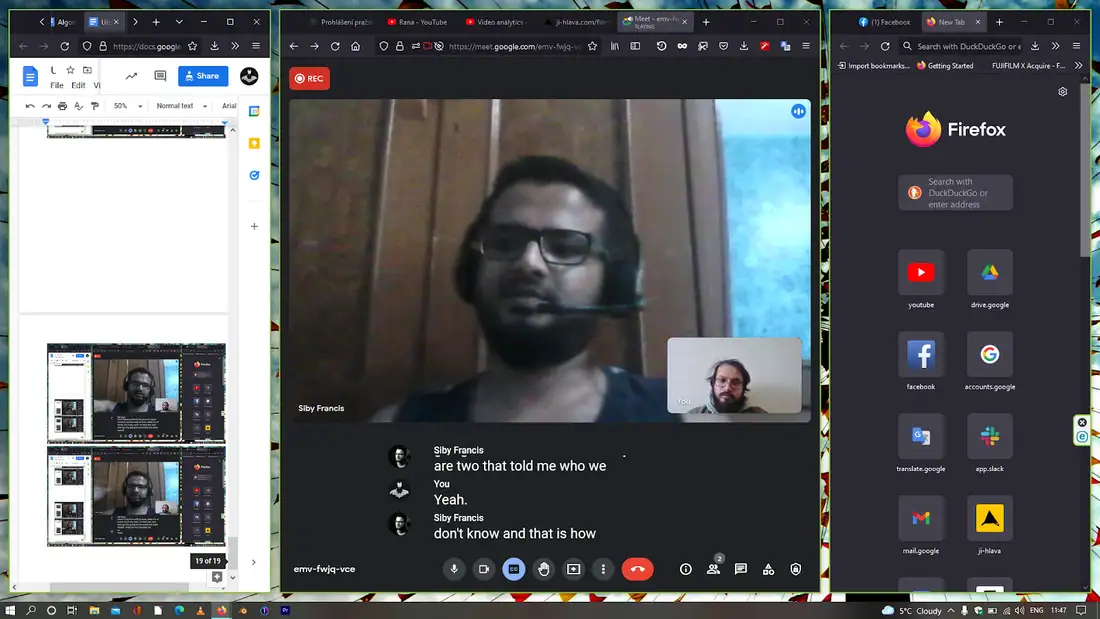 Algor
Ue
https://docs.google
File Edit Vi
Share
50%
Normal text
Arial
19 of 19
Prohlášení praž
Rana - YouTube
Video analytics -
ji-hlava.com/film
Meet - emv-f
PLAYING
https://meet.google.com/emv-fwjq-v
REC
Siby Francis
You
Siby Francis
are two that told me who we
You
Yeah.
Siby Francis
don't know and that is how
emv-fwjq-vce
2
(1) Facebook
New Tab
Search with DuckDuckGo or e
Import bookmarks...
Getting Started
FUJIFILM X Acquire - F...
Firefox
Search with
DuckDuckGo or
enter address
youtube
drive.google
facebook
accounts.google
translate.google
app.slack
mail.google
ji-hlava
5°C Cloudy
ENG
11:47